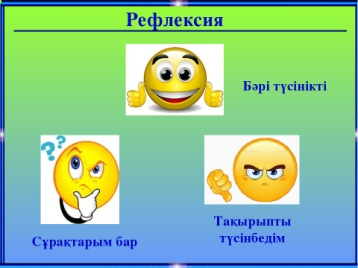 Рефлексия
Бәрі түсінікті
Сұрақтарым бар
Тақырыпты
түсінбедім